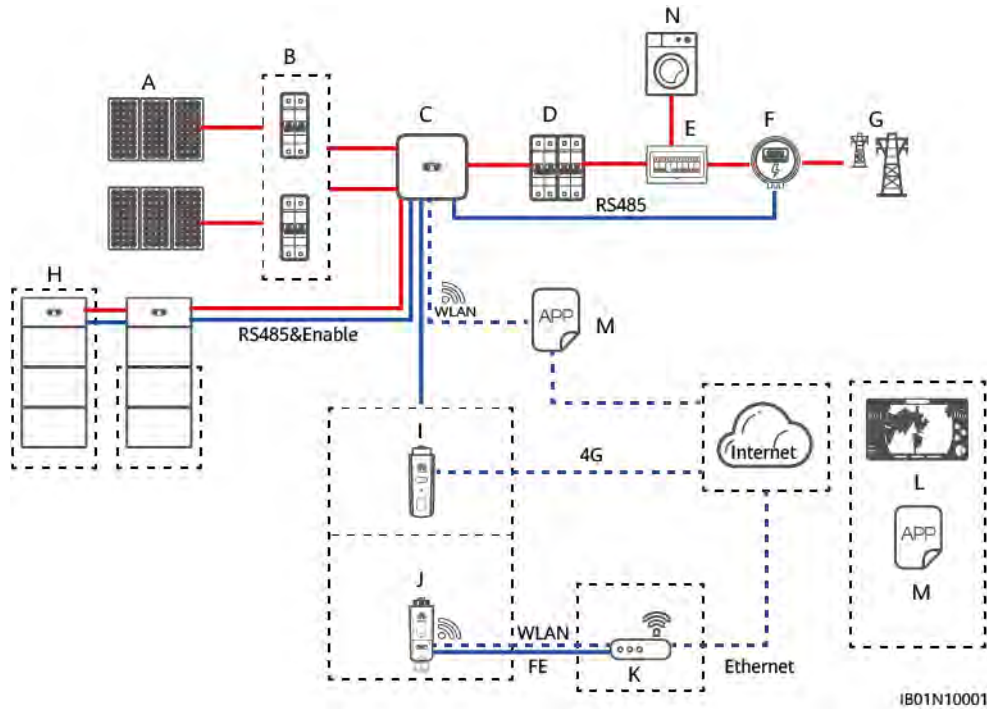 N
A
B
C
D
E
F
G
RS485
H
RS485&Enable
WLAN
APP
M
I
4G
Internet
L
APP
M
J
WLAN
FE
K
Ethernet
IB01N10001